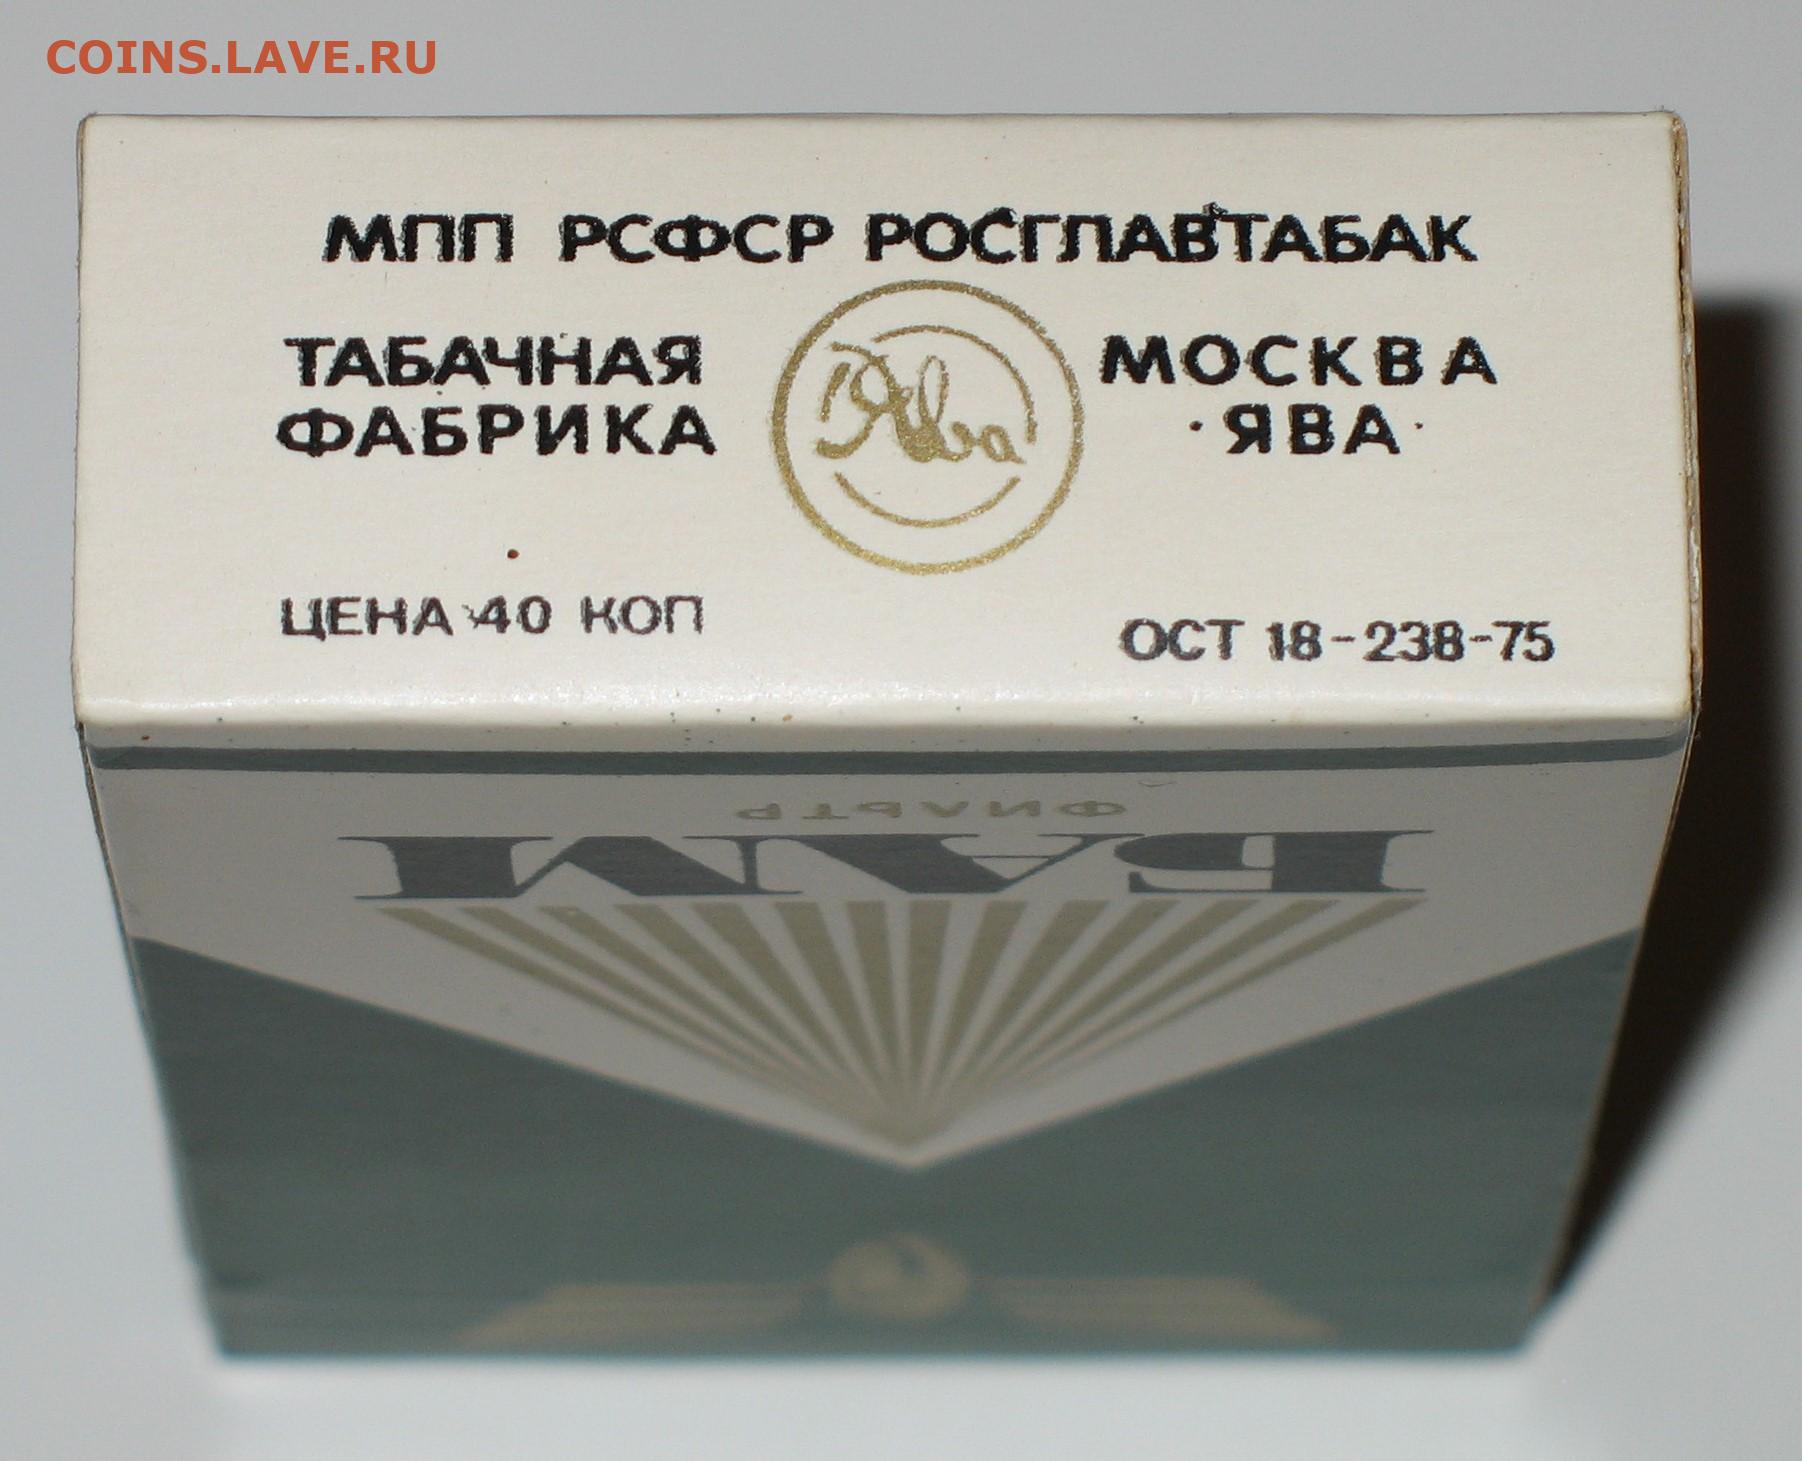 COINS.LAVE.RU
МПП РСФСР РОСГЛАВТАБАК
ТАБАЧНАЯ
ФАБРИКА
Ява
МОСКВА
·ЯВА·
ЦЕНА 40 КОП
ОСТ 18-238-75
ФИЛЬТР
БАМ